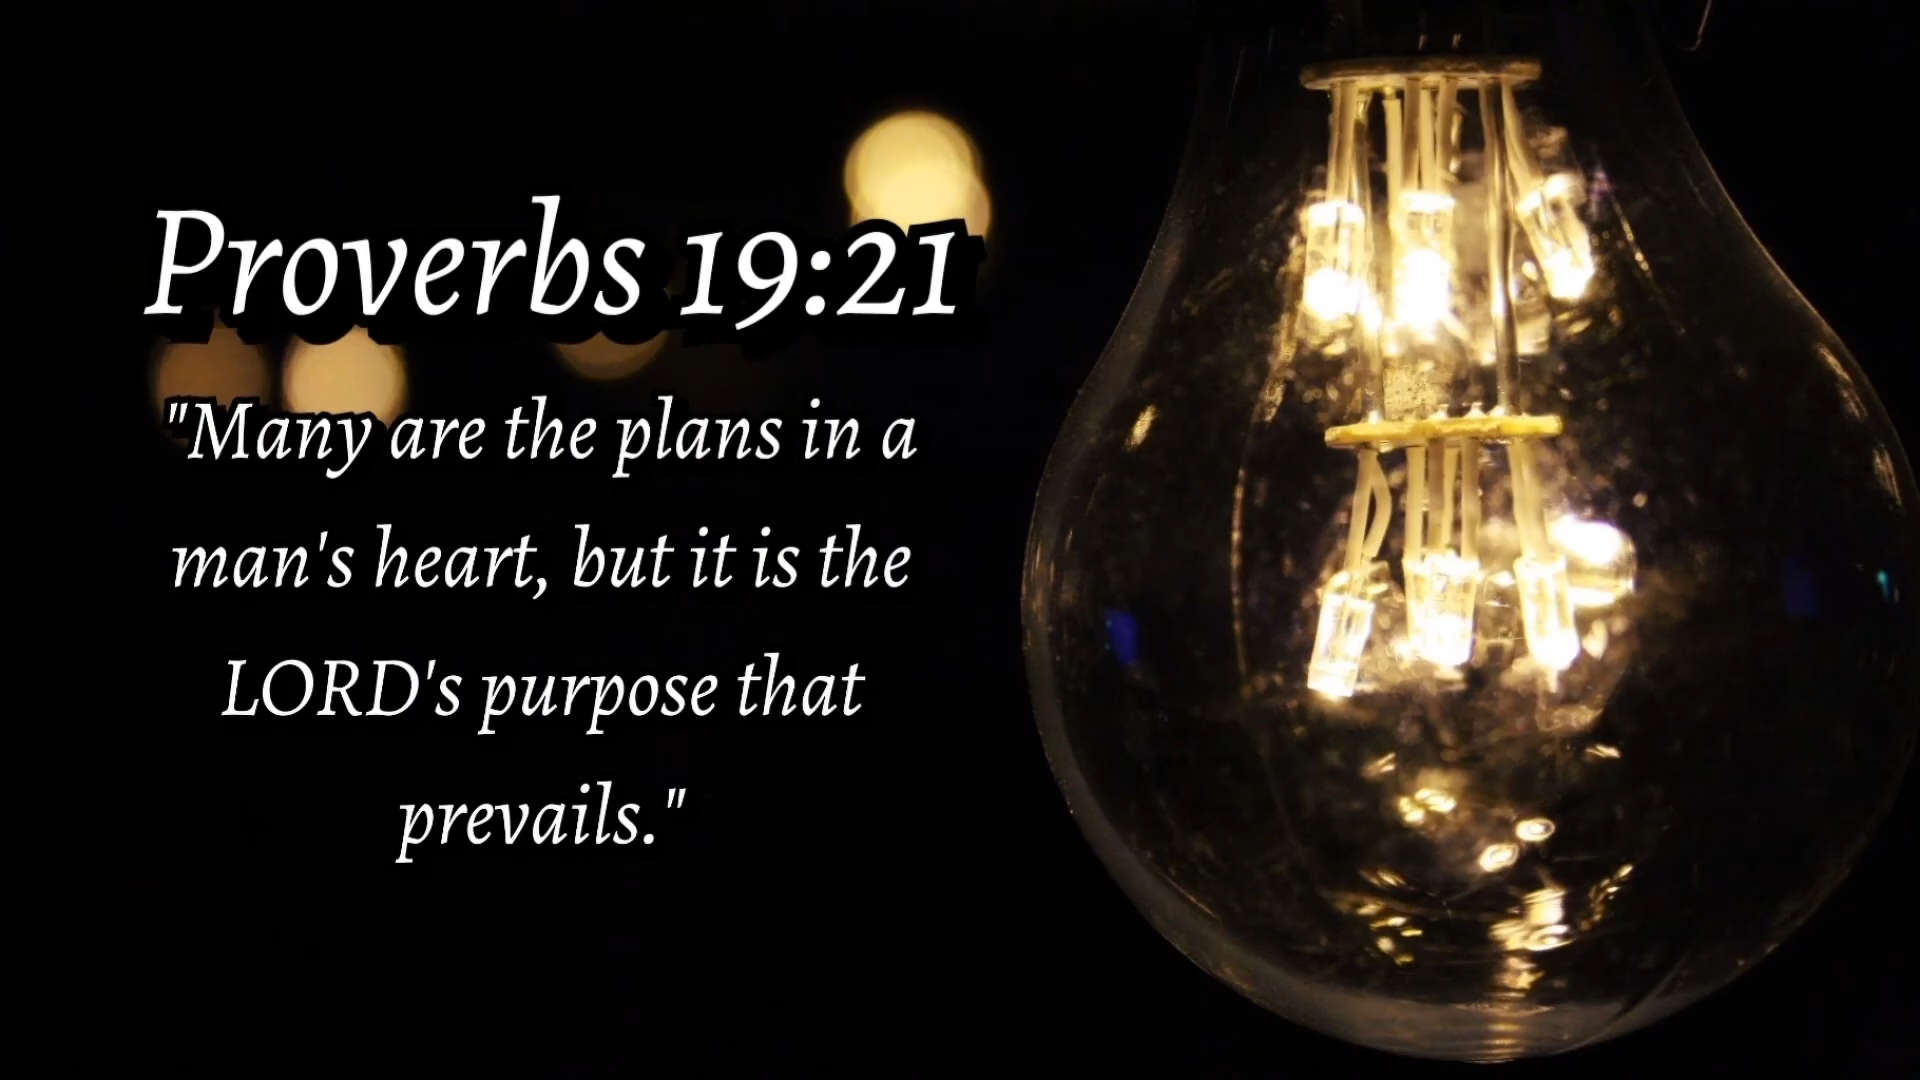 Proverbs 19:21
"Many are the plans in a
man's heart, but it is the
LORD's purpose that
prevails."